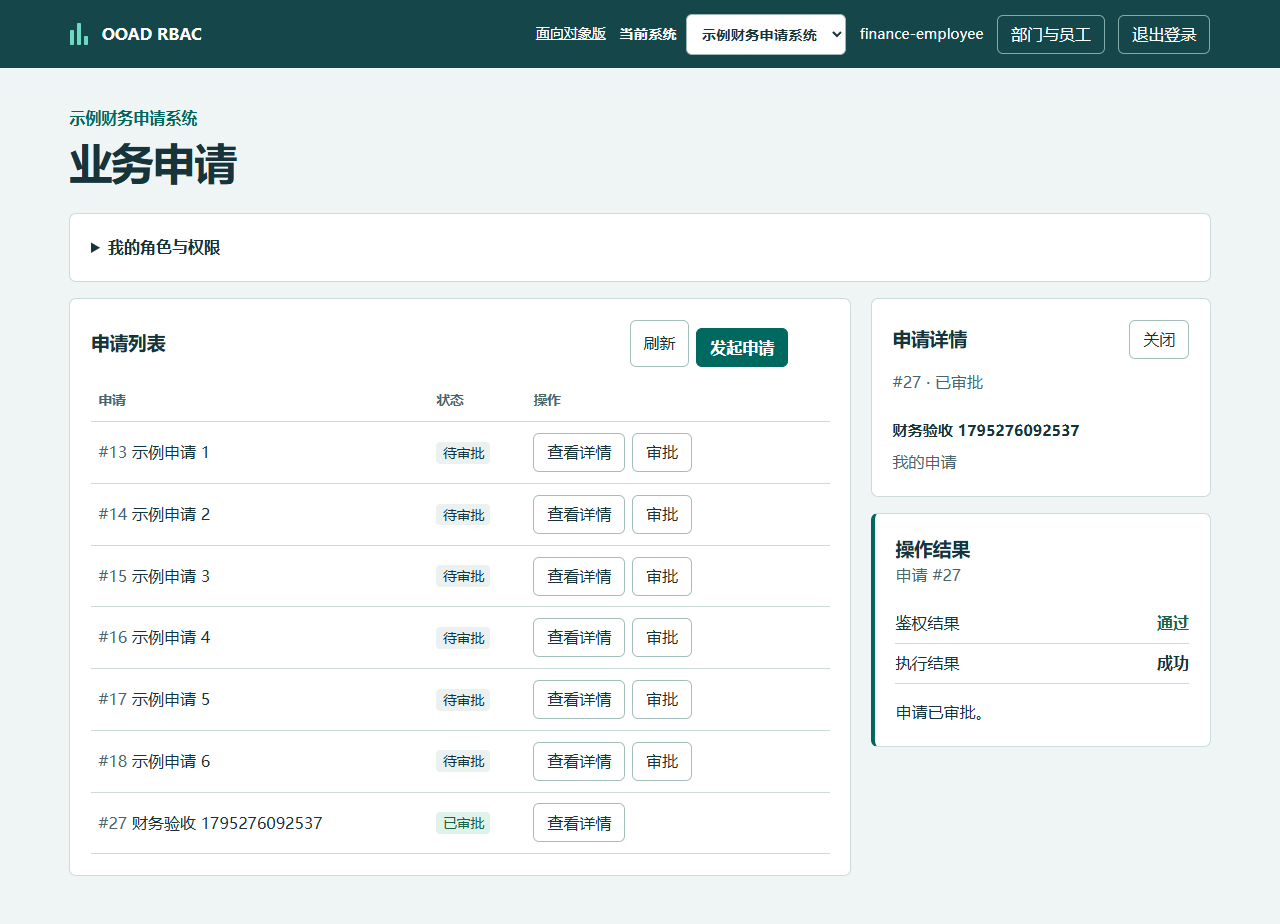 OOAD RBAC
面向对象版 当前系统 示例财务申请系统 finance-employee 部门与员工 退出登录
示例财务申请系统
业务申请
我的角色与权限
申请列表 刷新 发起申请
申请 状态 操作
#13 示例申请 1 待审批 查看详情 审批
#14 示例申请 2 待审批 查看详情 审批
#15 示例申请 3 待审批 查看详情 审批
#16 示例申请 4 待审批 查看详情 审批
#17 示例申请 5 待审批 查看详情 审批
#18 示例申请 6 待审批 查看详情 审批
#27 财务验收 1795276092537 已审批 查看详情
申请详情 关闭
#27 · 已审批
财务验收 1795276092537
我的申请
操作结果
申请 #27
鉴权结果 通过
执行结果 成功
申请已审批。